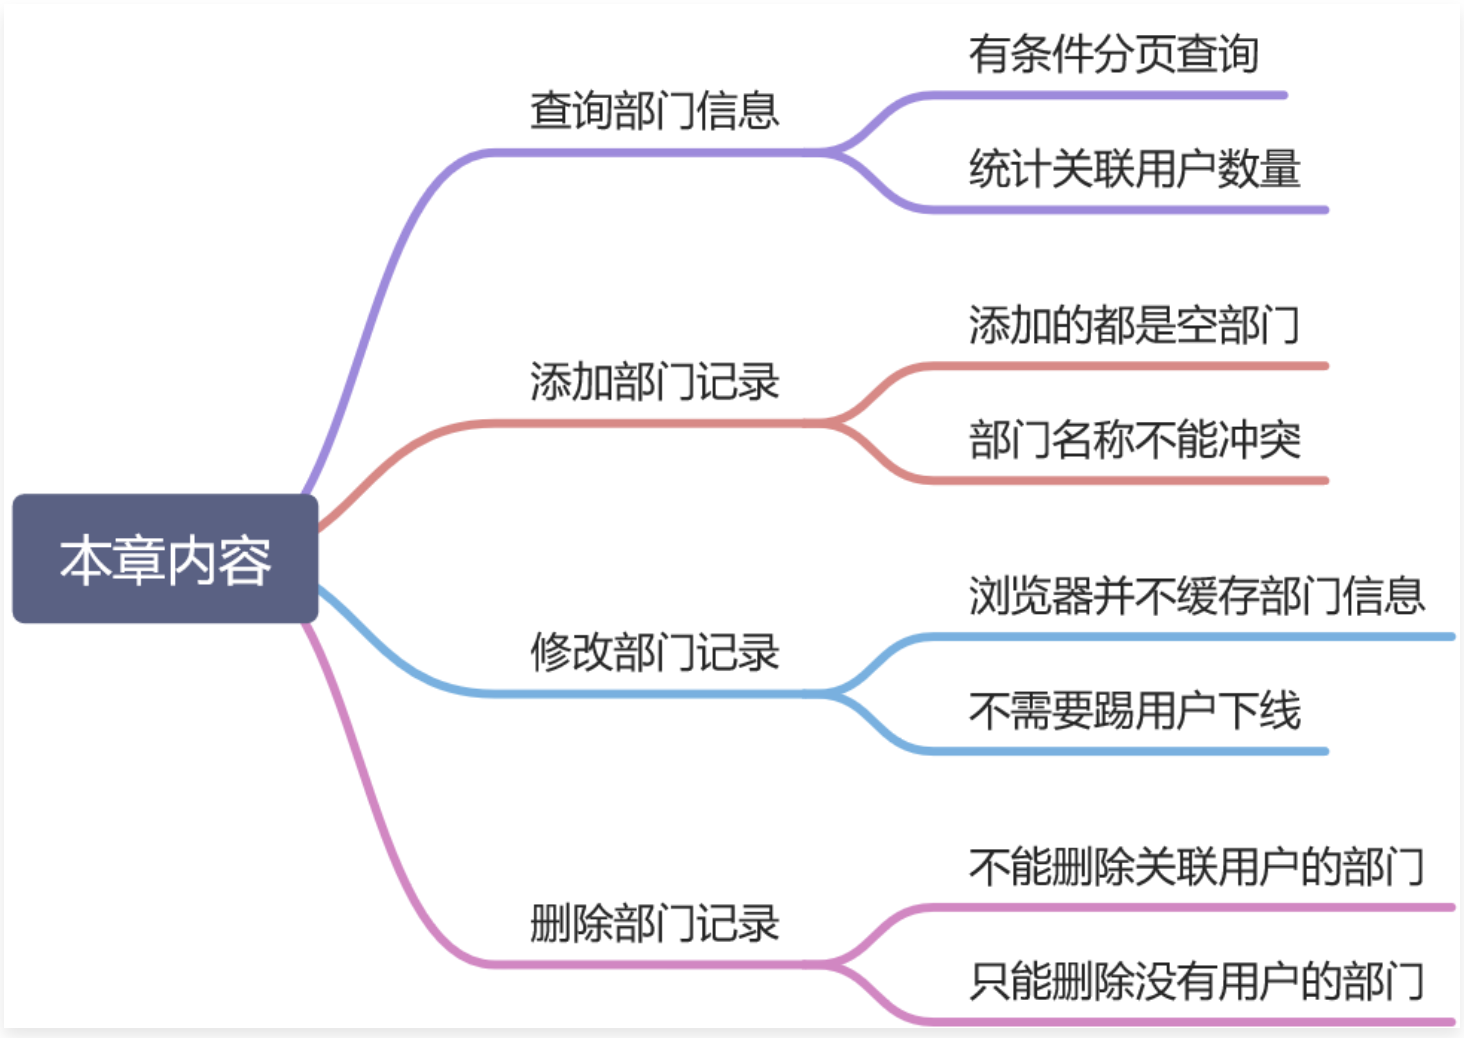 本章内容
查询部门信息
有条件分页查询
统计关联用户数量
添加部门记录
添加的都是空部门
部门名称不能冲突
修改部门记录
浏览器并不缓存部门信息
不需要踢用户下线
删除部门记录
不能删除关联用户的部门
只能删除没有用户的部门